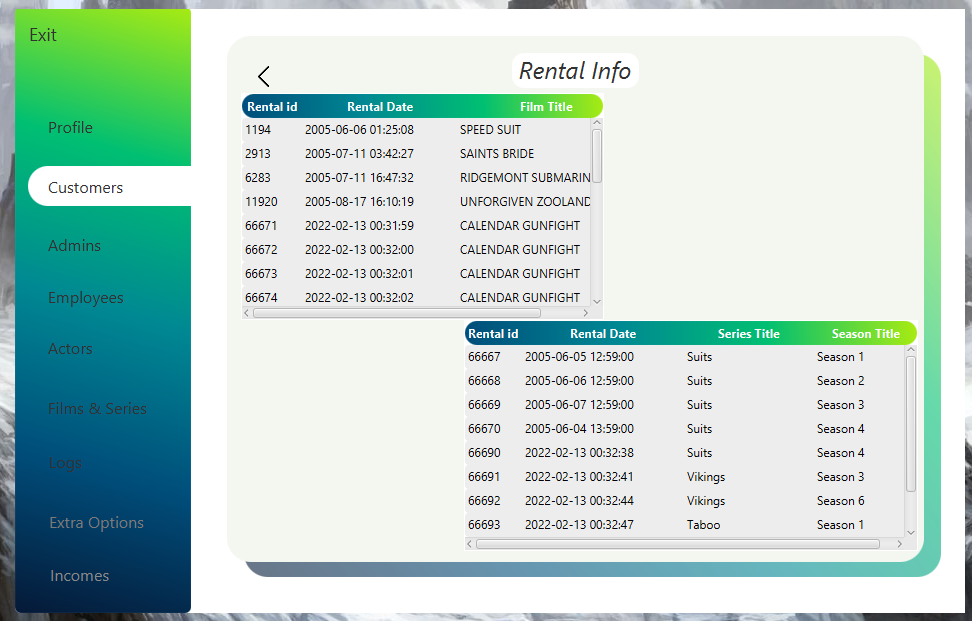 Exit
Profile
Customers
Admins
Employees
Actors
Films & Series
Logs
Extra Options
Incomes
Rental Info
Rental id Rental Date Film Title
1194 2005-06-06 01:25:08 SPEED SUIT
2913 2005-07-11 03:42:27 SAINTS BRIDE
6283 2005-07-11 16:47:32 RIDGEMONT SUBMARIN
11920 2005-08-17 16:10:19 UNFORGIVEN ZOOLAND
66671 2022-02-13 00:31:59 CALENDAR GUNFIGHT
66672 2022-02-13 00:32:00 CALENDAR GUNFIGHT
66673 2022-02-13 00:32:01 CALENDAR GUNFIGHT
66674 2022-02-13 00:32:02 CALENDAR GUNFIGHT
Rental id Rental Date Series Title Season Title
66667 2005-06-05 12:59:00 Suits Season 1
66668 2005-06-06 12:59:00 Suits Season 2
66669 2005-06-07 12:59:00 Suits Season 3
66670 2005-06-04 13:59:00 Suits Season 4
66690 2022-02-13 00:32:38 Suits Season 4
66691 2022-02-13 00:32:41 Vikings Season 3
66692 2022-02-13 00:32:44 Vikings Season 6
66693 2022-02-13 00:32:47 Taboo Season 1